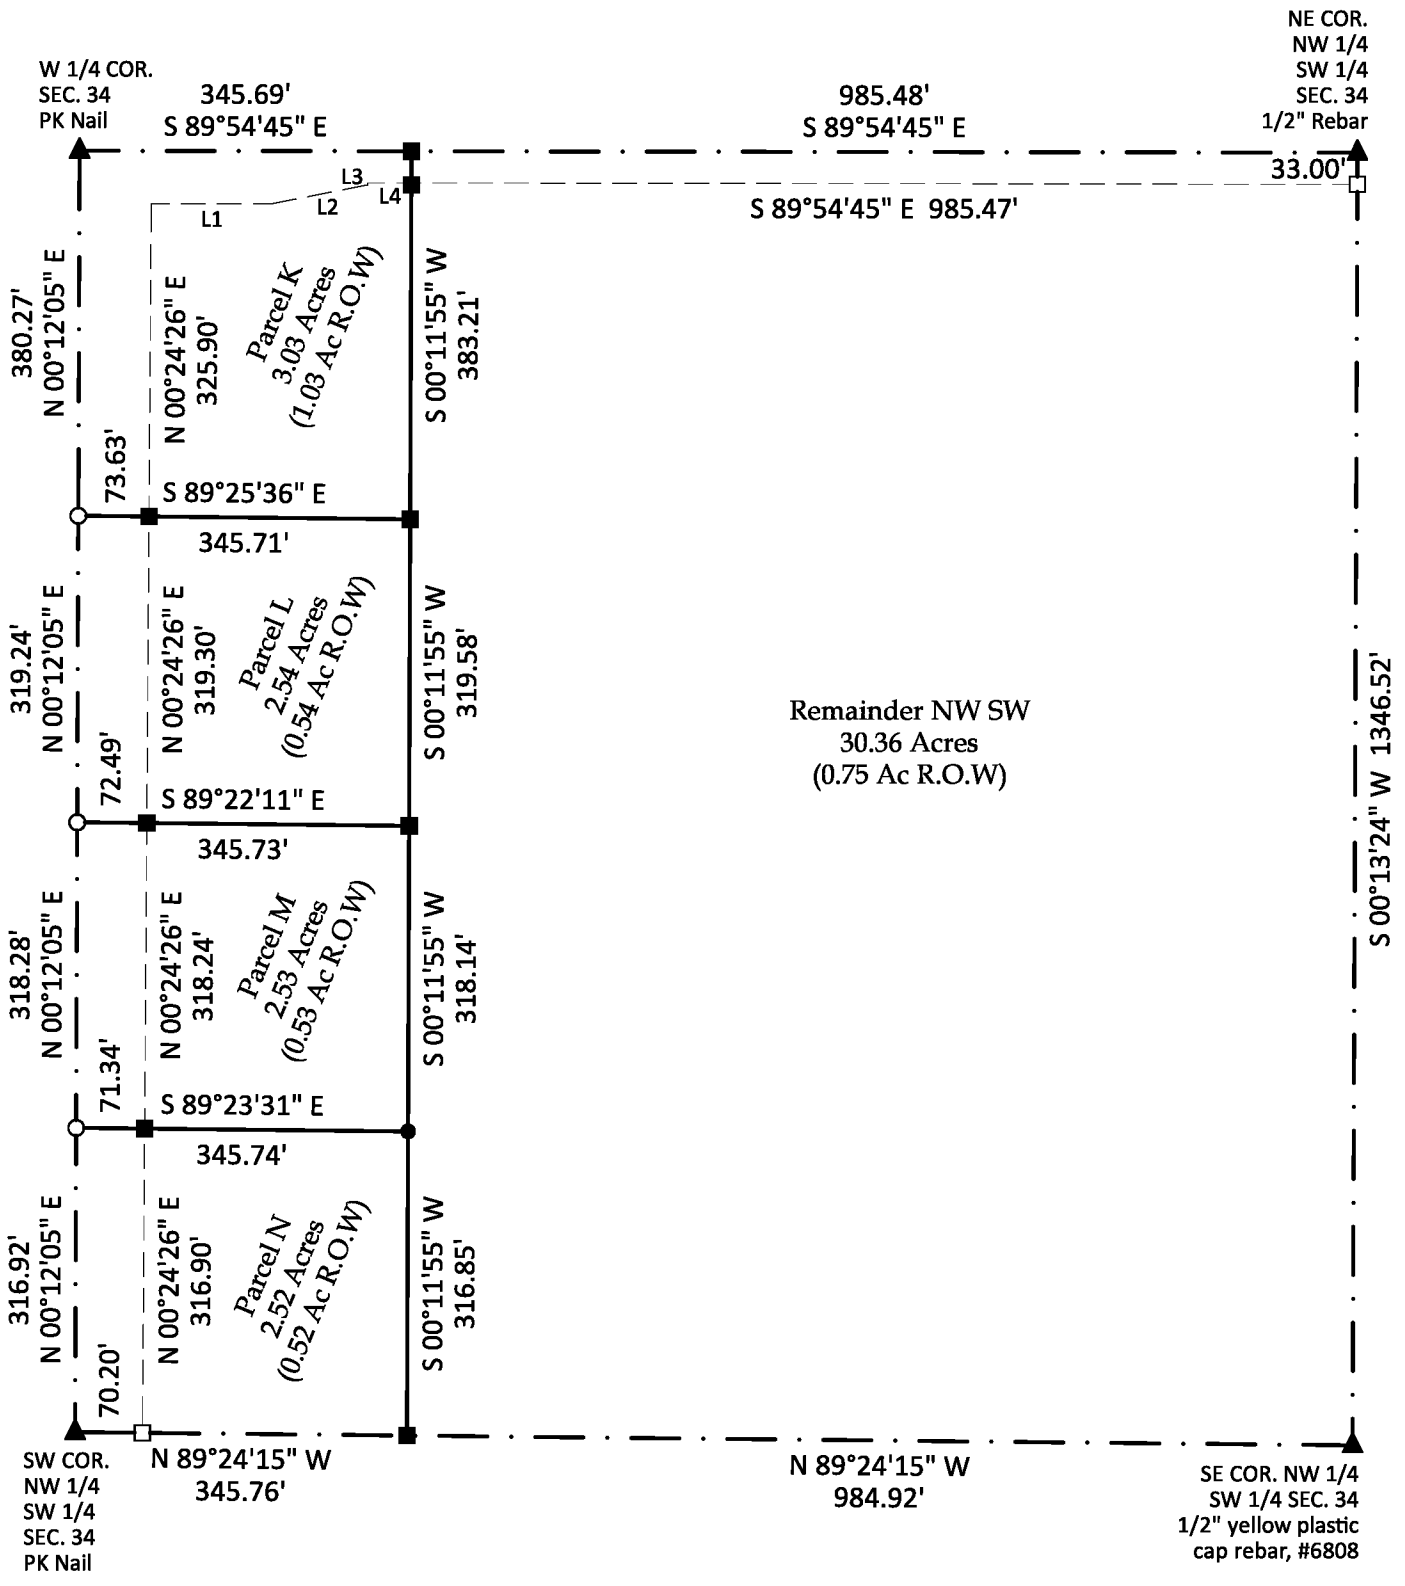 W 1/4 COR.
SEC. 34
PK Nail
345.69'
S 89°54'45" E
985.48'
S 89°54'45" E
NE COR.
NW 1/4
SW 1/4
SEC. 34
1/2" Rebar
33.00'
L1
L2
L3
L4
S 89°54'45" E 985.47'
380.27'
N 00°12'05" E
73.63'
N 00°24'26" E
325.90'
Parcel K
3.03 Acres
(1.03 Ac R.O.W)
S 00°11'55" W
383.21'
S 89°25'36" E
345.71'
319.24'
N 00°12'05" E
72.49'
N 00°24'26" E
319.30'
Parcel L
2.54 Acres
(0.54 Ac R.O.W)
S 00°11'55" W
319.58'
S 89°22'11" E
345.73'
Remainder NW SW
30.36 Acres
(0.75 Ac R.O.W)
S 00°13'24" W 1346.52'
318.28'
N 00°12'05" E
71.34'
N 00°24'26" E
318.24'
Parcel M
2.53 Acres
(0.53 Ac R.O.W)
S 00°11'55" W
318.14'
S 89°23'31" E
345.74'
316.92'
N 00°12'05" E
70.20'
N 00°24'26" E
316.90'
Parcel N
2.52 Acres
(0.52 Ac R.O.W)
S 00°11'55" W
316.85'
SW COR.
NW 1/4
SW 1/4
SEC. 34
PK Nail
N 89°24'15" W
345.76'
N 89°24'15" W
984.92'
SE COR. NW 1/4
SW 1/4 SEC. 34
1/2" yellow plastic
cap rebar, #6808